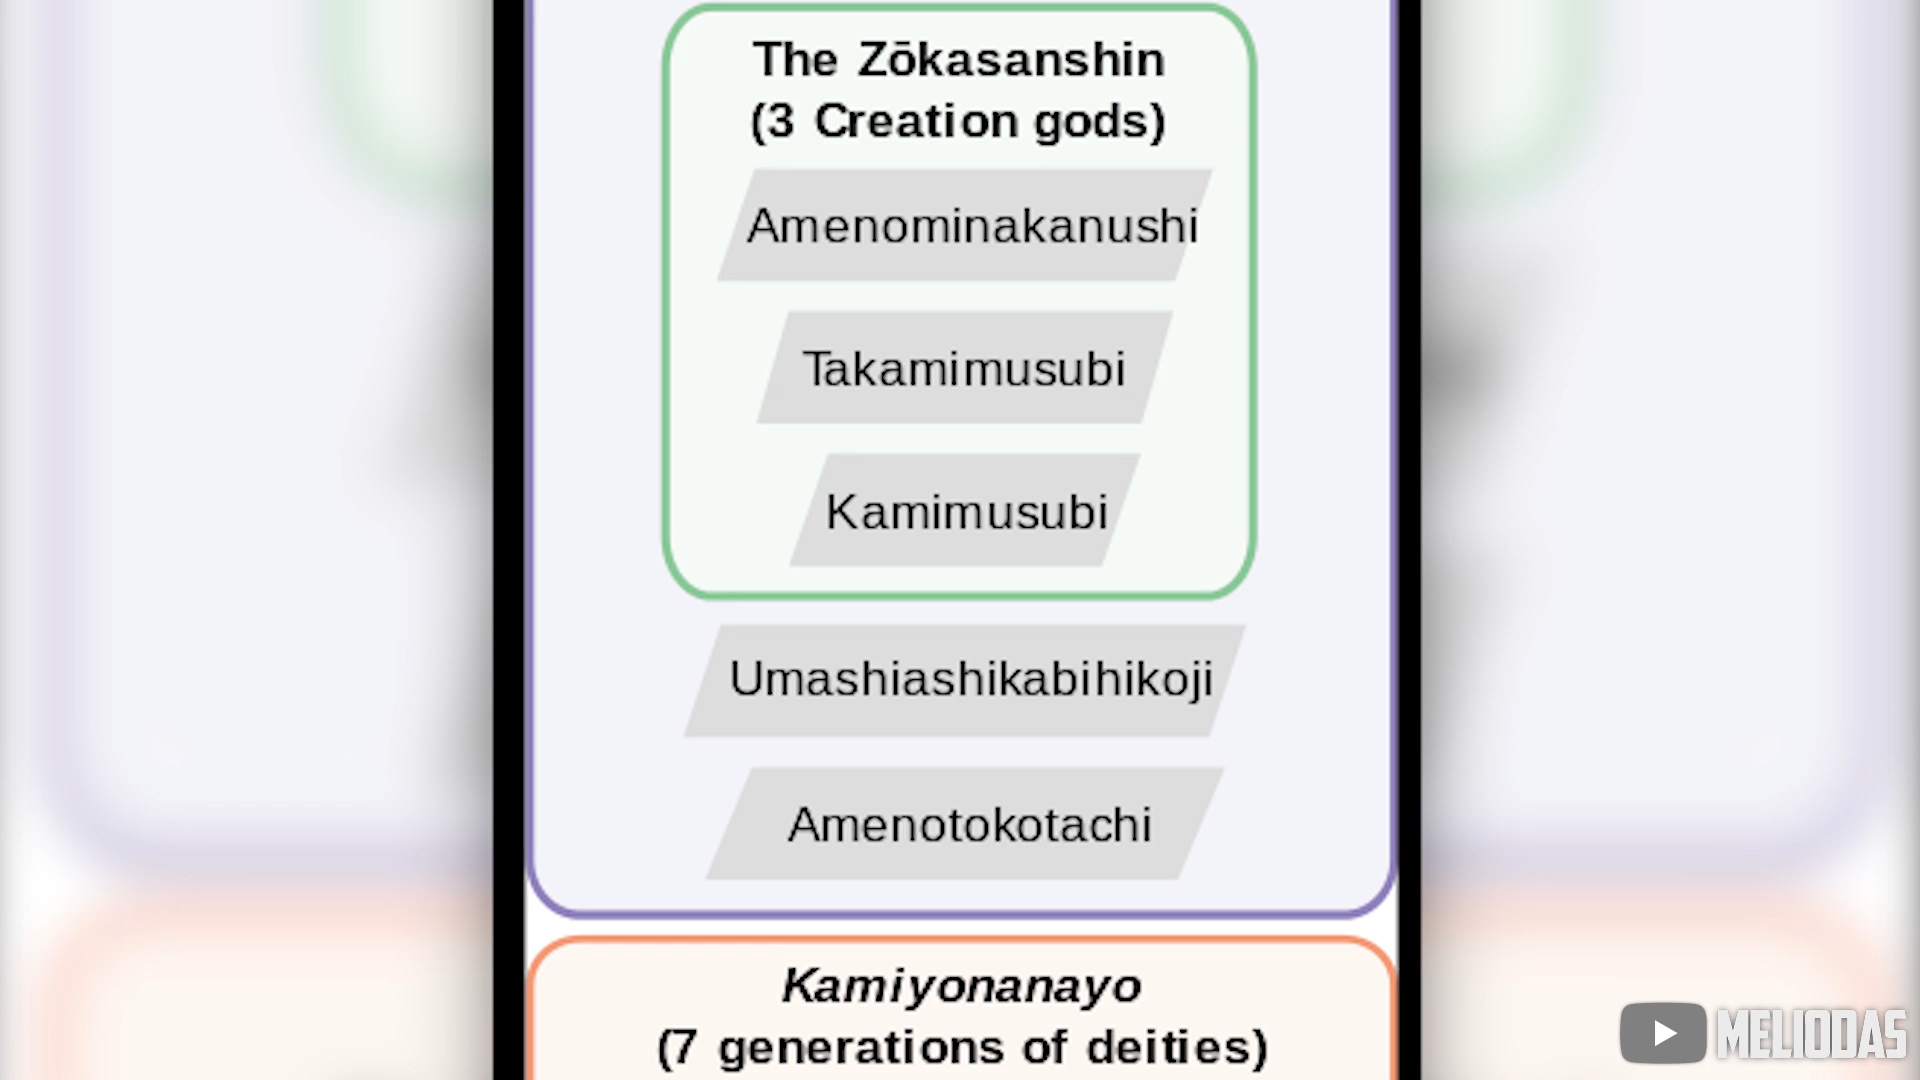 The Zōkasanshin
(3 Creation gods)
Amenominakanushi
Takamimusubi
Kamimusubi
Umashiashikabihikoji
Amenotokotachi
Kamiyonanayo
(7 generations of deities)
MELIODAS